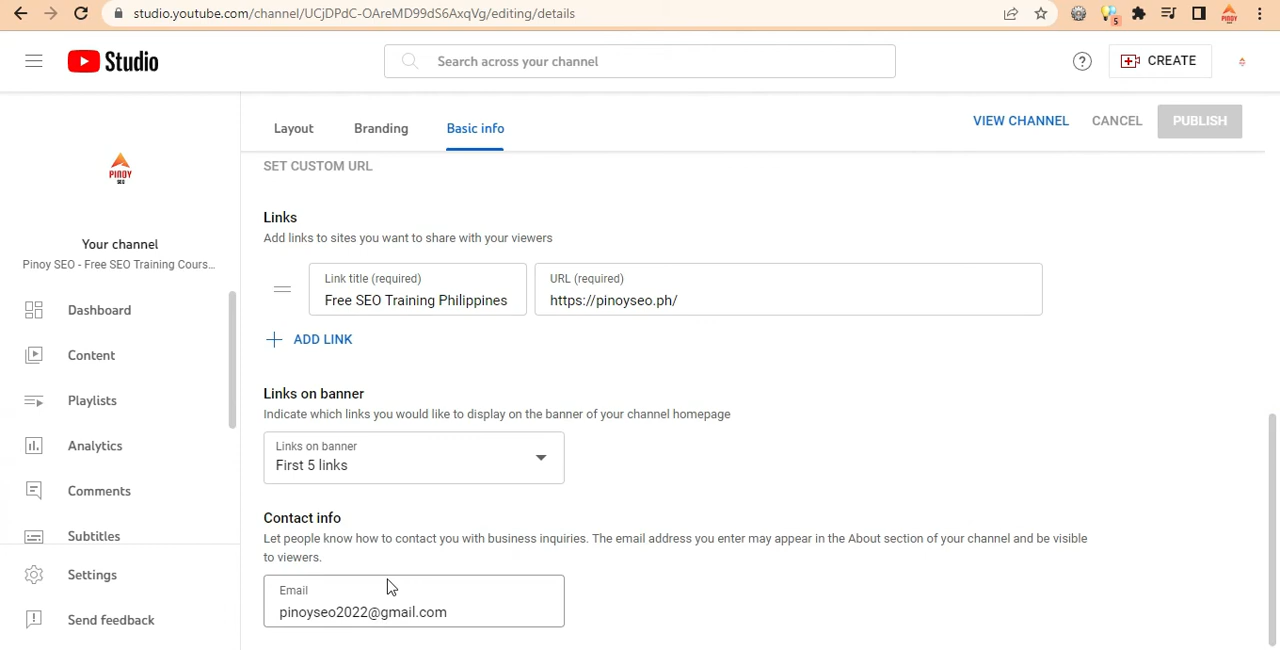 studio.youtube.com/channel/UCjDPdC-OAreMD99dS6AxqVg/editing/details
5
PINOY
Studio
Search across your channel
CREATE
Layout
Branding
Basic info
VIEW CHANNEL
CANCEL
PUBLISH
PINOY
SEO
Your channel
Pinoy SEO - Free SEO Training Cours...
Dashboard
Content
Playlists
Analytics
Comments
Subtitles
Settings
Send feedback
SET CUSTOM URL
Links
Add links to sites you want to share with your viewers
Link title (required)
Free SEO Training Philippines
URL (required)
https://pinoyseo.ph/
ADD LINK
Links on banner
Indicate which links you would like to display on the banner of your channel homepage
Links on banner
First 5 links
Contact info
Let people know how to contact you with business inquiries. The email address you enter may appear in the About section of your channel and be visible
to viewers.
Email
pinoyseo2022@gmail.com